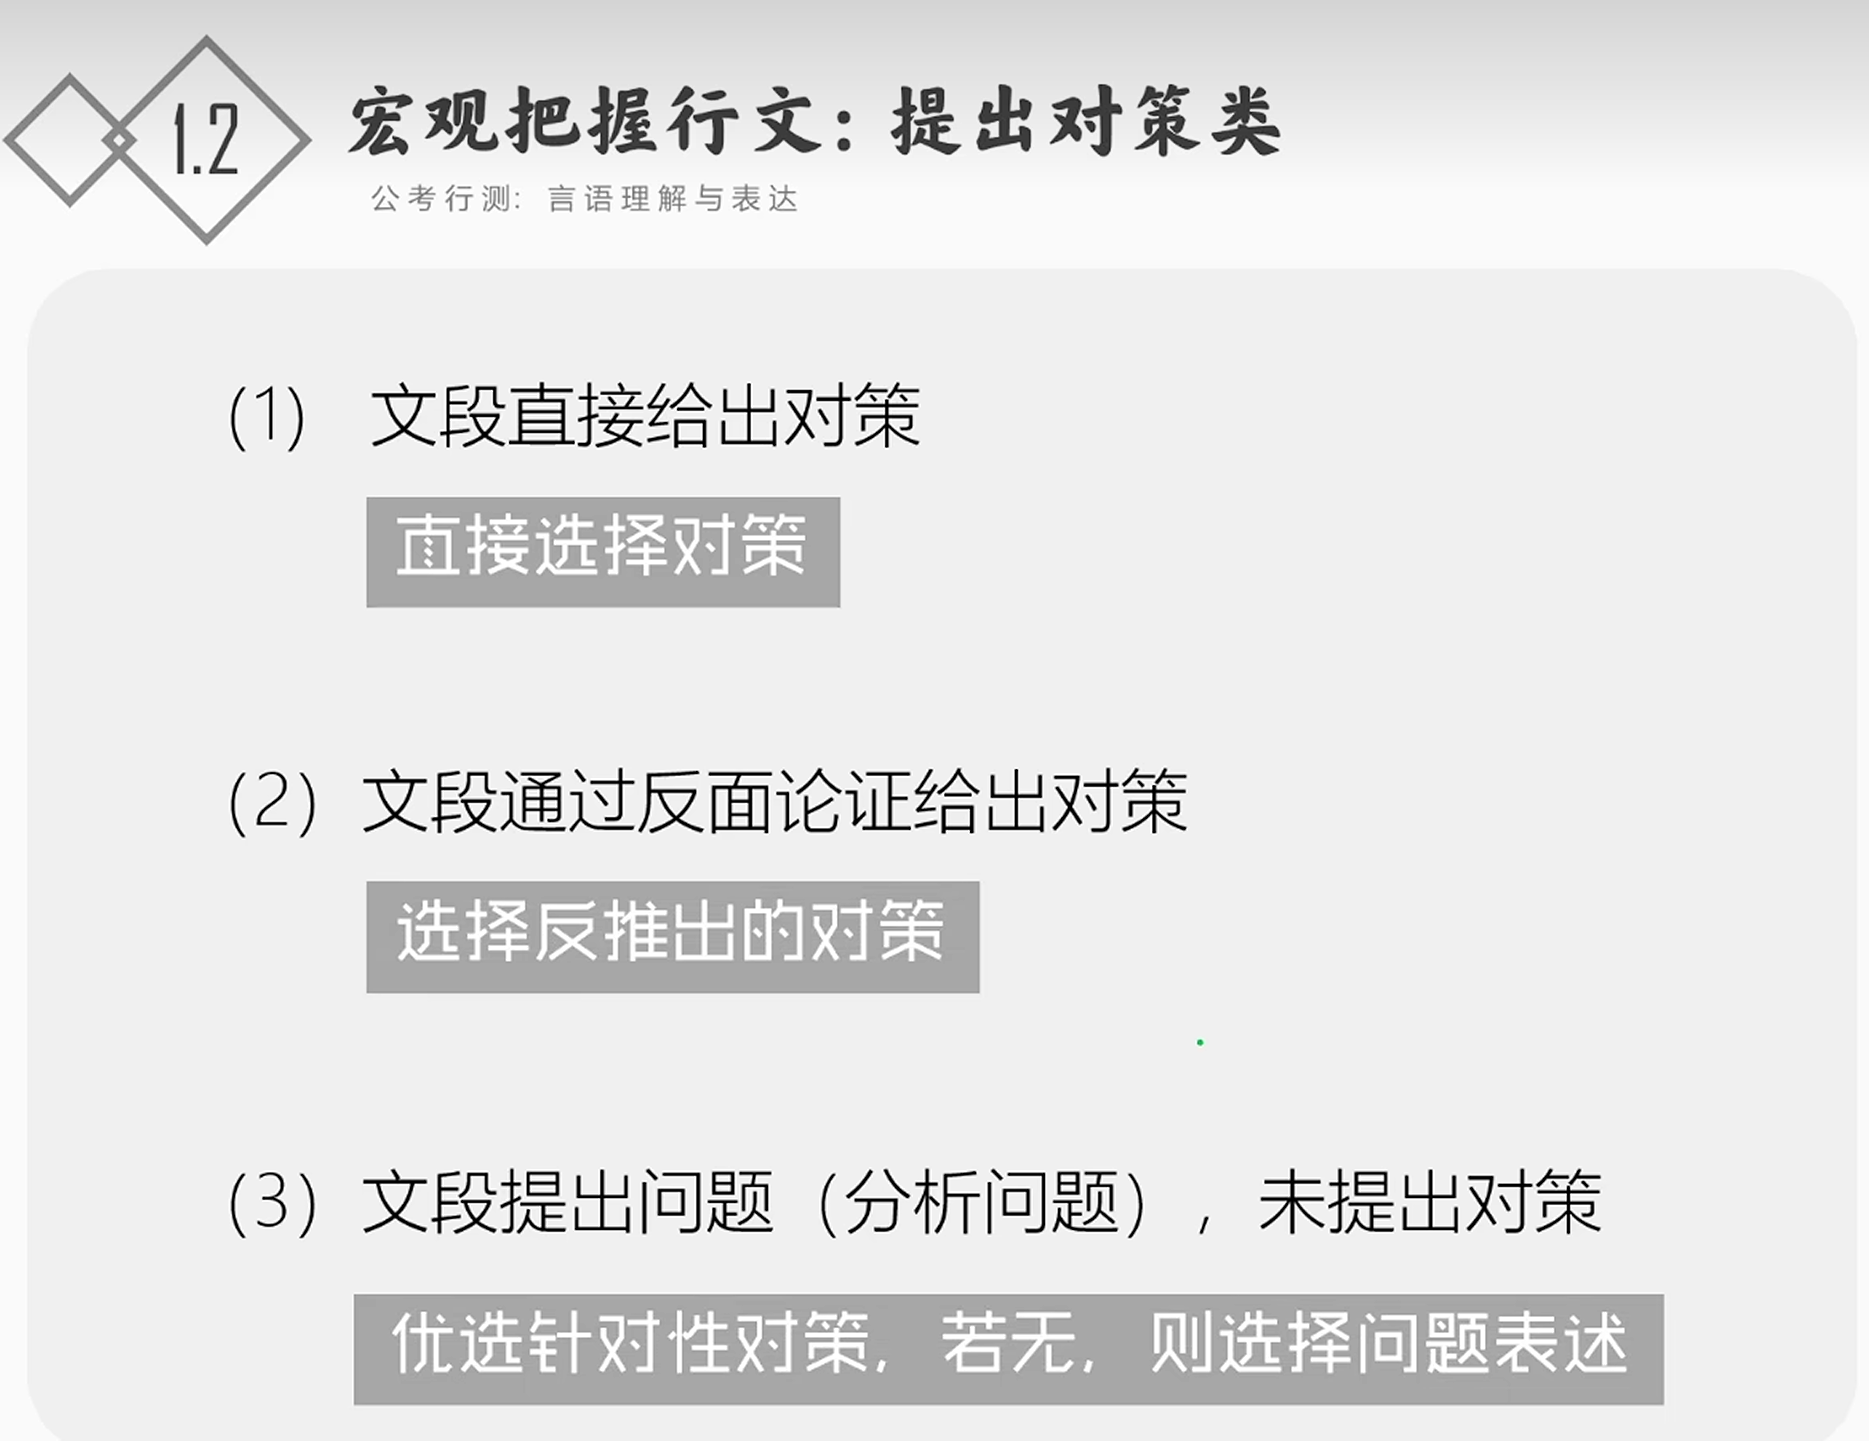 1.2
宏观把握行文：提出对策类
公考行测：言语理解与表达
(1) 文段直接给出对策
直接选择对策
(2) 文段通过反面论证给出对策
选择反推出的对策
(3) 文段提出问题（分析问题），未提出对策
优选针对性对策，若无，则选择问题表述